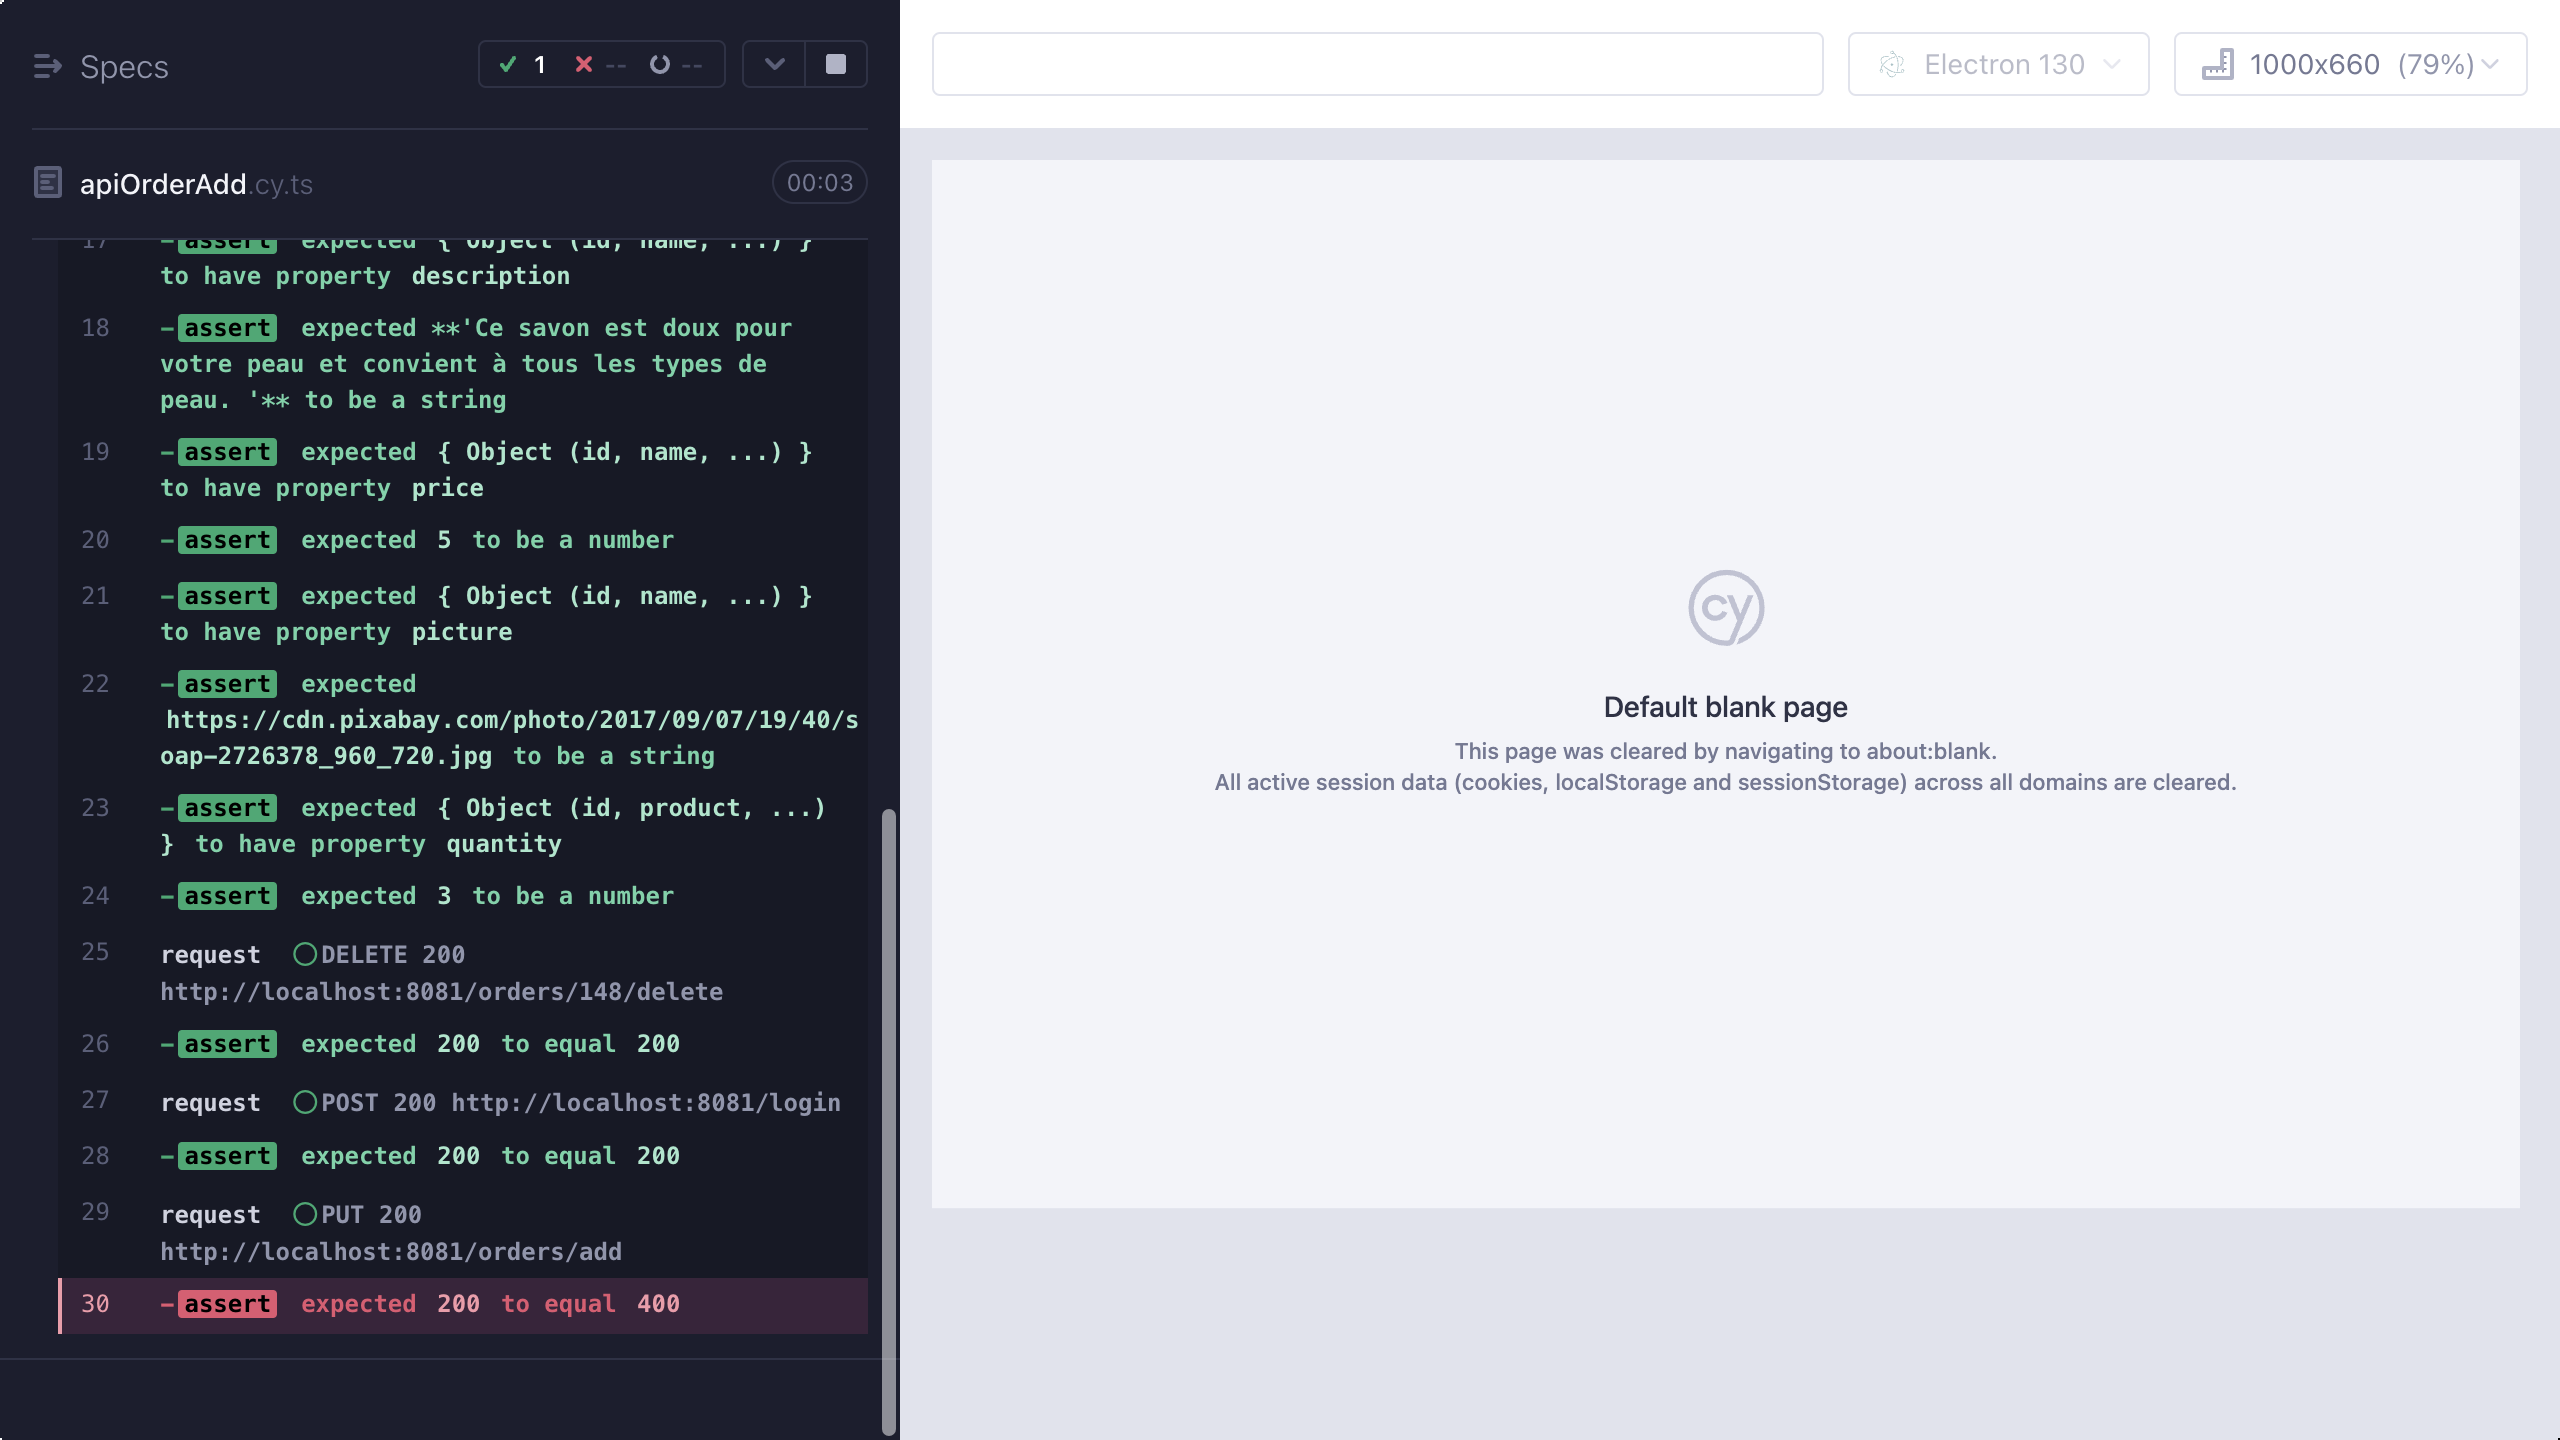 Specs
1 -- --
apiOrderAdd.cy.ts 00:03
17 -assert expected { Object (id, name, ...) }
to have property description
18 -assert expected **'Ce savon est doux pour
votre peau et convient à tous les types de
peau. '** to be a string
19 -assert expected { Object (id, name, ...) }
to have property price
20 -assert expected 5 to be a number
21 -assert expected { Object (id, name, ...) }
to have property picture
22 -assert expected
https://cdn.pixabay.com/photo/2017/09/07/19/40/s
oap-2726378_960_720.jpg to be a string
23 -assert expected { Object (id, product, ...)
} to have property quantity
24 -assert expected 3 to be a number
25 request DELETE 200
http://localhost:8081/orders/148/delete
26 -assert expected 200 to equal 200
27 request POST 200 http://localhost:8081/login
28 -assert expected 200 to equal 200
29 request PUT 200
http://localhost:8081/orders/add
30 -assert expected 200 to equal 400
Electron 130
1000x660 (79%)
cy
Default blank page
This page was cleared by navigating to about:blank.
All active session data (cookies, localStorage and sessionStorage) across all domains are cleared.